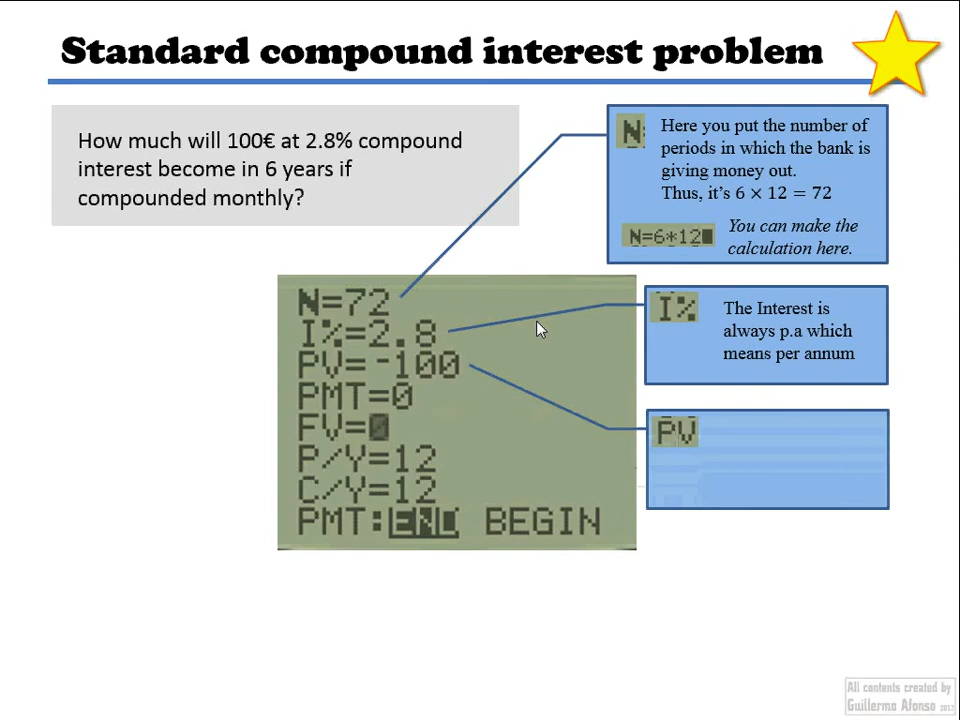 Standard compound interest problem
How much will 100€ at 2.8% compound
interest become in 6 years if
compounded monthly?
N=
Here you put the number of
periods in which the bank is
giving money out.
Thus, it's 6 × 12 = 72
N=6*12
You can make the
calculation here.
N=72
I%=2.8
PV=-100
PMT=0
FV=0
P/Y=12
C/Y=12
PMT:END BEGIN
I%
The Interest is
always p.a which
means per annum
PV
All contents created by
Guillermo Afonso 2012